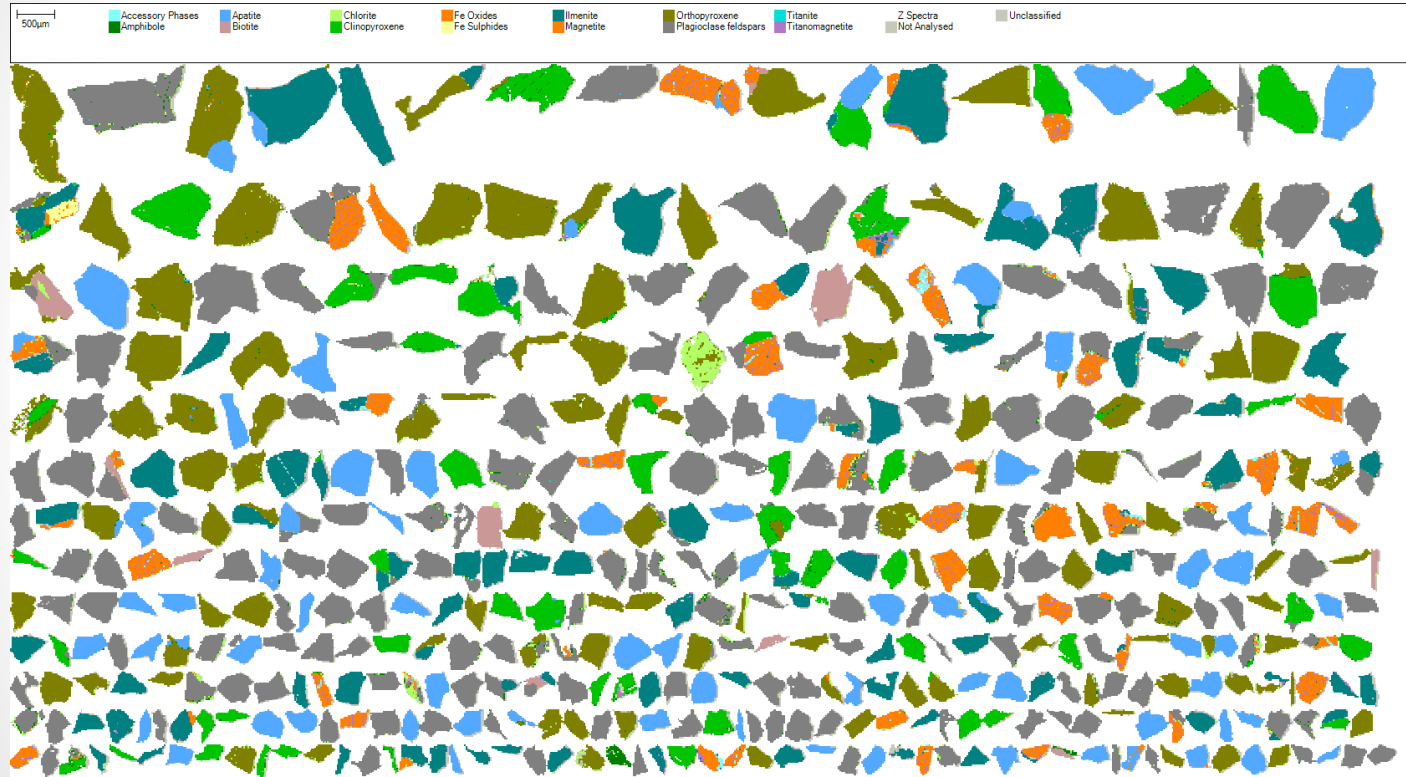 Accessory Phases Apatite Chlorite Fe Oxides Ilmenite Orthopyroxene Titanite Z Spectra Unclassified
500µm Amphibole Biotite Clinopyroxene Fe Sulphides Magnetite Plagioclase feldspars Titanomagnetite Not Analysed